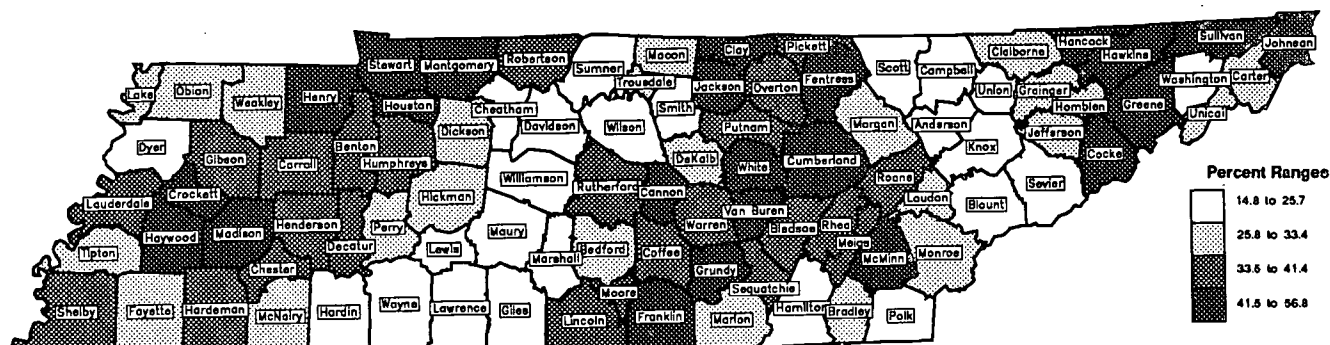 Lake
Obion
Weakley
Henry
Stewart
Montgomery
Robertson
Sumner
Macon
Trousdale
Clay
Pickett
Jackson
Overton
Fentress
Scott
Campbell
Claiborne
Hancock
Hawkins
Sullivan
Johnson
Washington
Carter
Unicoi
Greene
Union
Grainger
Hamblen
Jefferson
Cocke
Dyer
Gibson
Carroll
Benton
Houston
Humphreys
Dickson
Cheatham
Davidson
Wilson
Smith
Putnam
DeKalb
White
Cumberland
Morgan
Anderson
Knox
Roane
Loudon
Blount
Sevier
Crockett
Lauderdale
Haywood
Madison
Henderson
Decatur
Perry
Hickman
Williamson
Rutherford
Cannon
Warren
Van Buren
Bledsoe
Rhea
Meigs
McMinn
Monroe
Tipton
Chester
Lewis
Maury
Marshall
Bedford
Coffee
Grundy
Sequatchie
Shelby
Fayette
Hardeman
McNairy
Hardin
Wayne
Lawrence
Giles
Lincoln
Moore
Franklin
Marion
Hamilton
Bradley
Polk
Percent Ranges
14.8 to 25.7
25.8 to 33.4
33.5 to 41.4
41.5 to 56.8